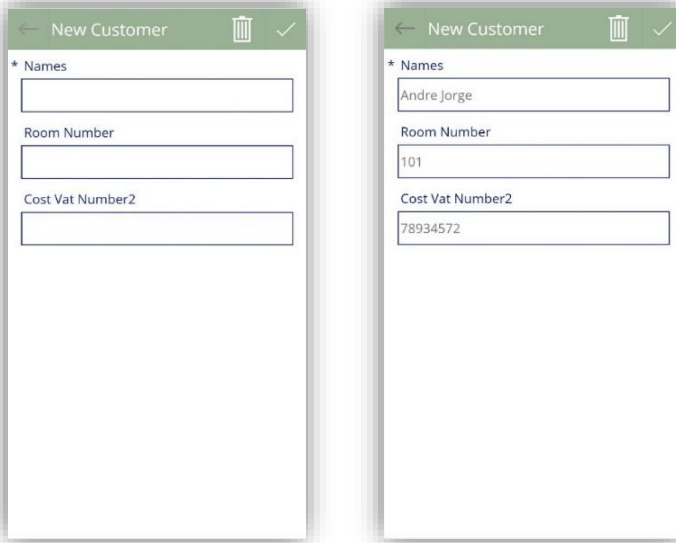 New Customer
* Names
Room Number
Cost Vat Number2
New Customer
* Names
Andre Jorge
Room Number
101
Cost Vat Number2
78934572